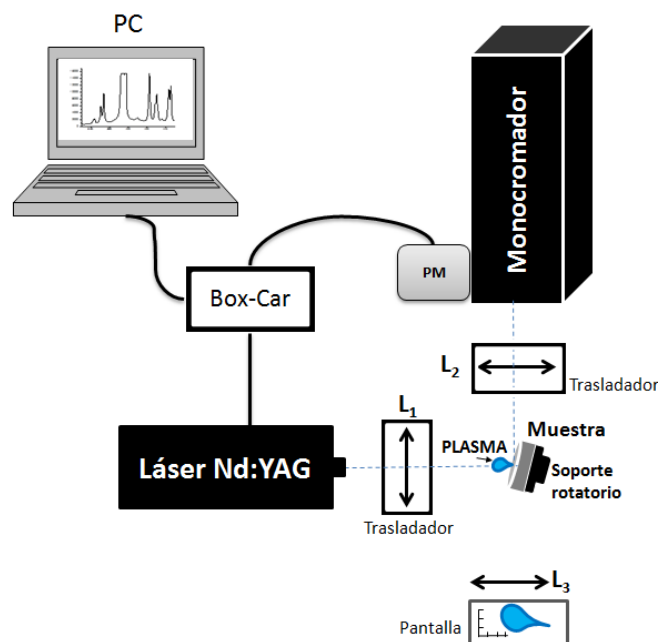 PC
Monocromador
PM
Box-Car
L2
Trasladador
L1
Muestra
PLASMA
Láser Nd:YAG
Soporte
rotatorio
Trasladador
L3
Pantalla